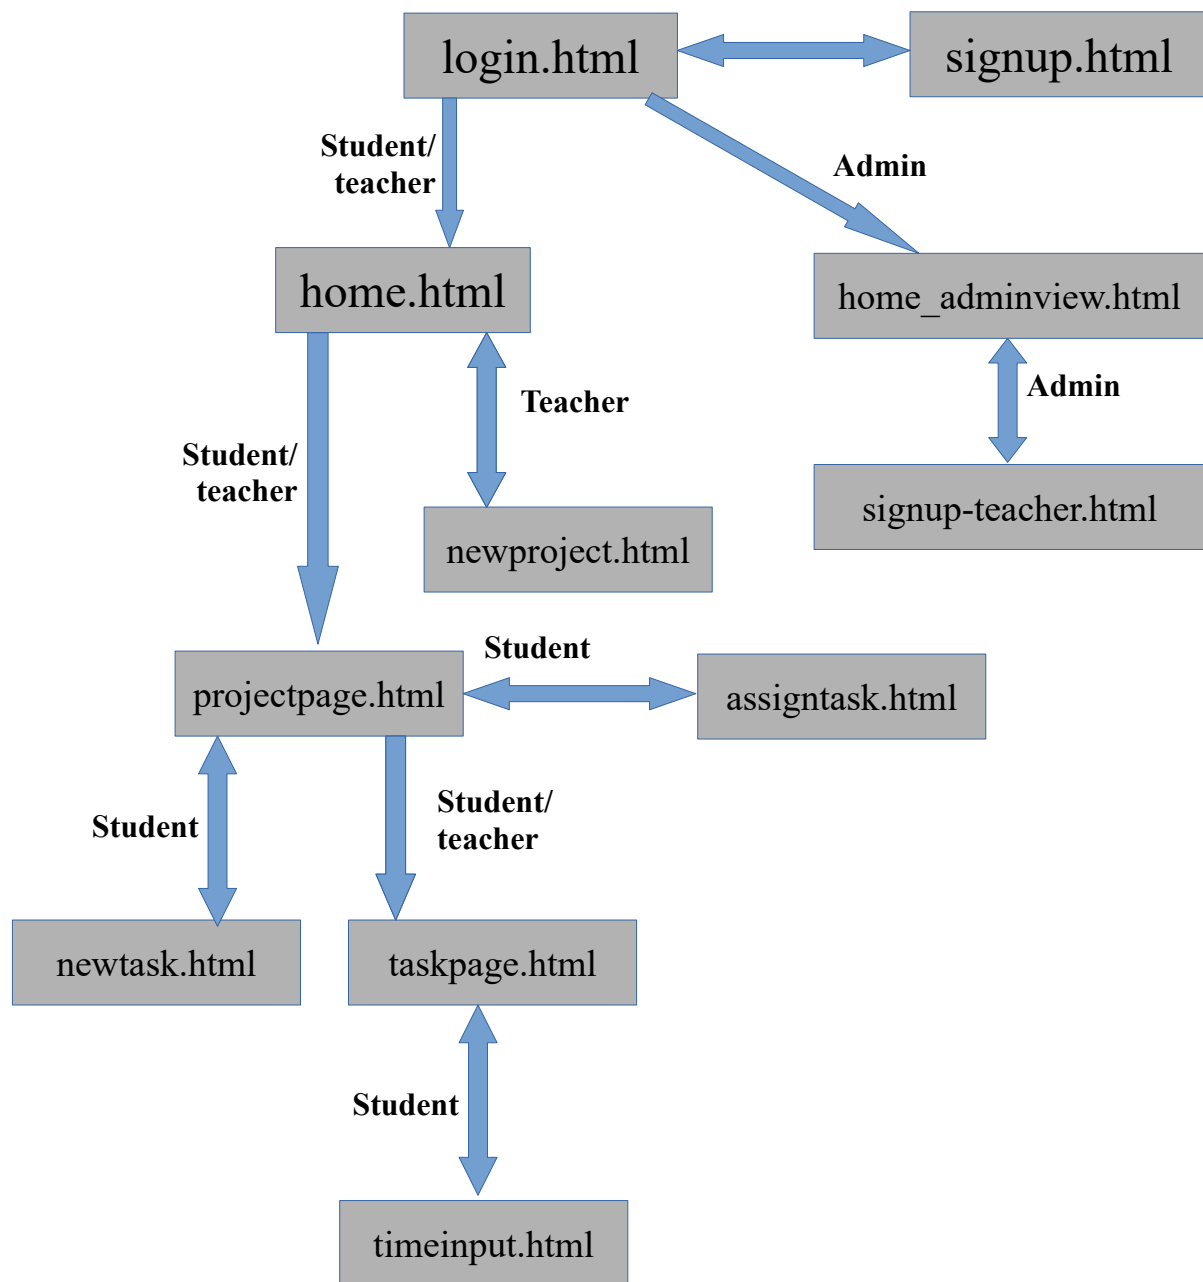 login.html
signup.html
Student/
teacher
Admin
home.html
home_adminview.html
Teacher
Admin
Student/
teacher
signup-teacher.html
newproject.html
Student
projectpage.html
assigntask.html
Student
Student/
teacher
newtask.html
taskpage.html
Student
timeinput.html